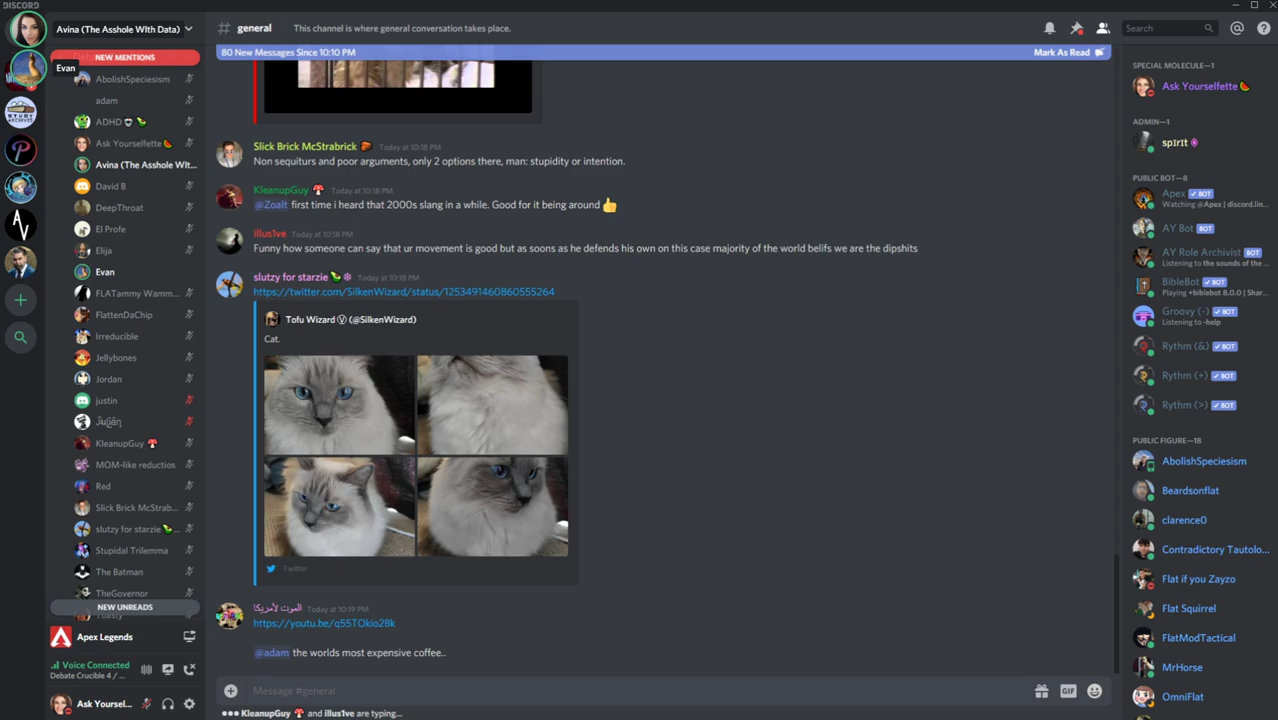 DISCORD
Avina (The Asshole WIth Data)
# general
This channel is where general conversation takes place.
Search
NEW MENTIONS
Evan
AbolishSpeciesism
adam
ADHD
Ask Yourselfette🍉
Avina (The Asshole WIt...
David B
DeepThroat
El Profe
Elija
Evan
FLATammy Wamm...
FlattenDaChip
Irreducible
Jellybones
Jordan
justin
KleanupGuy 🍄
MOM-like reductios
Red
Slick Brick McStrab...
slutzy for starzie
Stupidal Trilemma
The Batman
TheGovernor
NEW UNREADS
Toasty
Apex Legends
Voice Connected
Debate Crucible 4 / ...
Ask Yoursel...
STUDY
ARCHIVES
80 New Messages Since 10:10 PM
Mark As Read
Slick Brick McStrabrick Today at 10:18 PM
Non sequiturs and poor arguments, only 2 options there, man: stupidity or intention.
KleanupGuy 🍄 Today at 10:18 PM
@Zoalt first time i heard that 2000s slang in a while. Good for it being around 👍
illus1ve Today at 10:18 PM
Funny how someone can say that ur movement is good but as soon as he defends his own on this case majority of the world belifs we are the dipshits
slutzy for starzie Today at 10:18 PM
https://twitter.com/SilkenWizard/status/1253491460860555264
Tofu Wizard Ⓥ (@SilkenWizard)
Cat.
Twitter
الموت لأمريكا! Today at 10:19 PM
https://youtu.be/q55TOkio28k
@adam the worlds most expensive coffee..
Message #general
GIF
KleanupGuy 🍄 and illus1ve are typing...
SPECIAL MOLECULE—1
Ask Yourselfette🍉
ADMIN—1
sp1r1t
PUBLIC BOT—8
Apex ✔ BOT
Watching @Apex | discord.lin...
AY Bot BOT
AY Role Archivist BOT
Listening to the sounds of the...
BibleBot ✔ BOT
Playing +biblebot 8.0.0 | Shar...
Groovy (-) ✔ BOT
Listening to -help
Rythm (&) ✔ BOT
Rythm (+) ✔ BOT
Rythm (>) ✔ BOT
PUBLIC FIGURE—18
AbolishSpeciesism
Beardsonflat
clarence0
Contradictory Tautolo...
Flat if you Zayzo
Flat Squirrel
FlatModTactical
MrHorse
OmniFlat